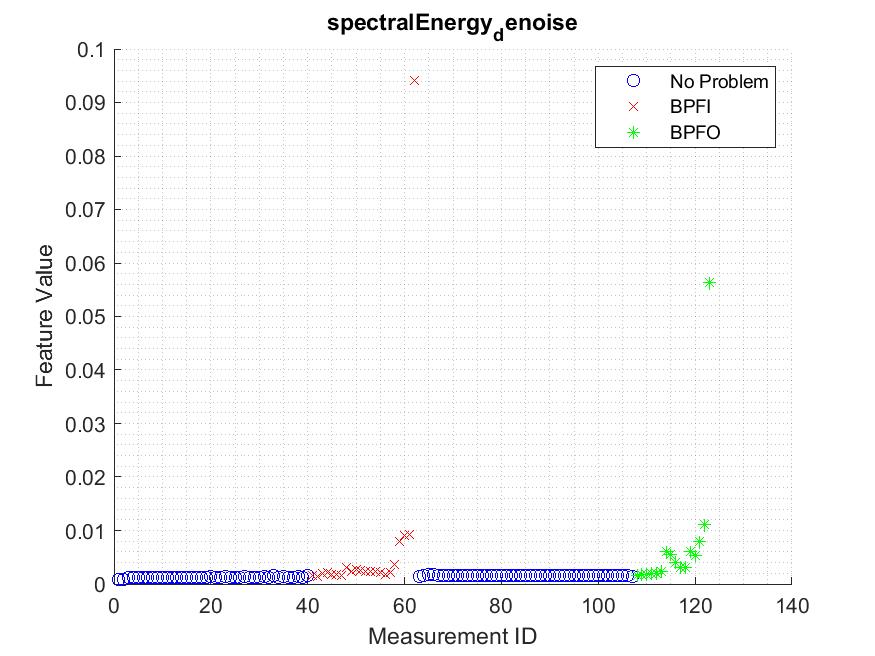 spectralEnergy_denoise
No Problem
BPFI
BPFO
0.1
0.09
0.08
0.07
0.06
0.05
0.04
0.03
0.02
0.01
0
Feature Value
0 20 40 60 80 100 120 140
Measurement ID